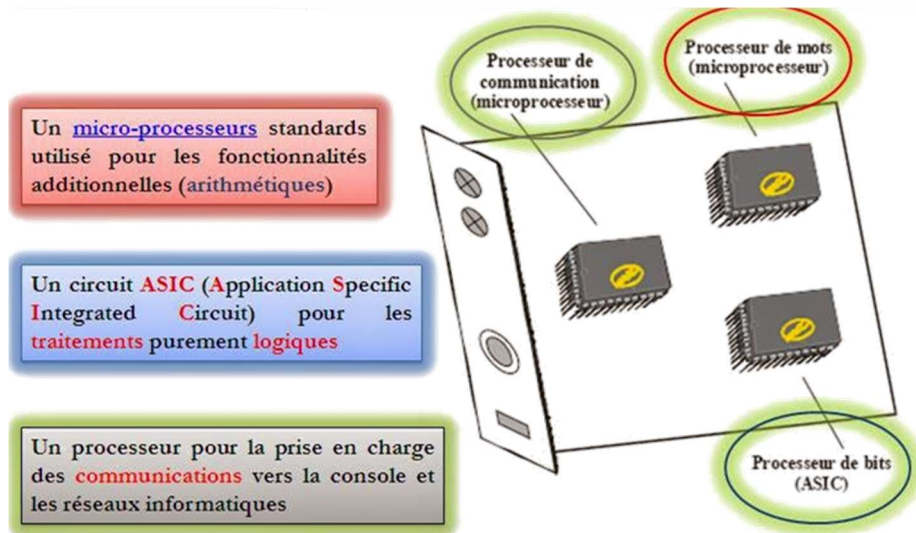 Un micro-processeurs standards
utilisé pour les fonctionnalités
additionnelles (arithmétiques)
Un circuit ASIC (Application Specific
Integrated Circuit) pour les
traitements purement logiques
Un processeur pour la prise en charge
des communications vers la console et
les réseaux informatiques
Processeur de
communication
(microprocesseur)
Processeur de mots
(microprocesseur)
Processeur de bits
(ASIC)